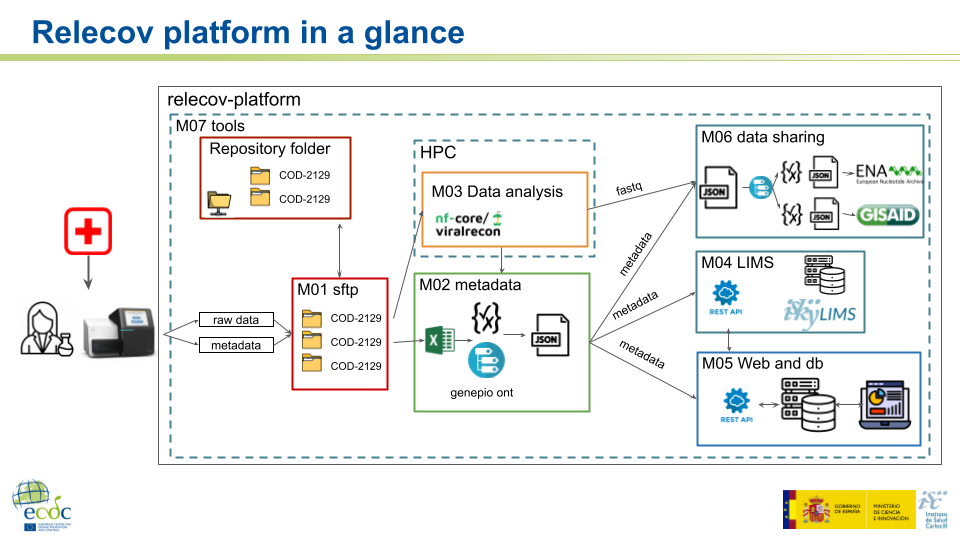 Relecov platform in a glance
relecov-platform
M07 tools
Repository folder
COD-2129
COD-2129
HPC
M03 Data analysis
nf-core/
viralrecon
fastq
M06 data sharing
JSON
{x}
JSON
ENA
European Nucleotide Archive
{x}
JSON
GISAID
raw data
metadata
M01 sftp
COD-2129
COD-2129
COD-2129
M02 metadata
X
{x}
JSON
genepio ont
metadata
metadata
metadata
M04 LIMS
REST API
iSkyLIMS
M05 Web and db
REST API
ecdc
EUROPEAN CENTRE FOR
DISEASE PREVENTION
AND CONTROL
GOBIERNO
DE ESPAÑA
MINISTERIO
DE CIENCIA
E INNOVACIÓN
isc
Instituto
de Salud
Carlos III